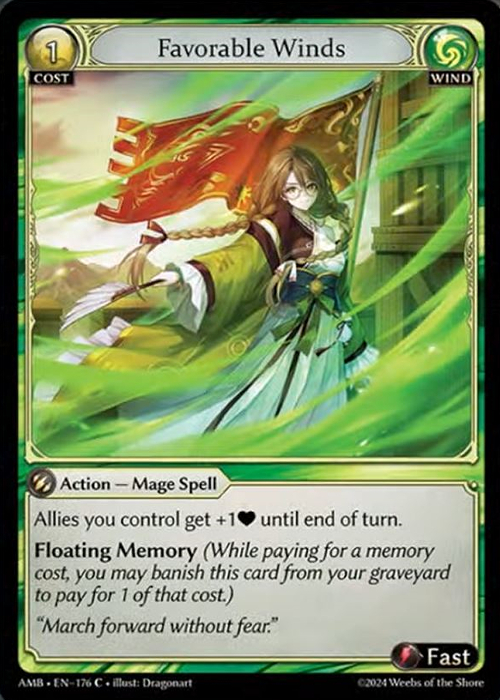 1
Favorable Winds
COST
WIND
Action — Mage Spell
Allies you control get +1♥ until end of turn.
Floating Memory (While paying for a memory
cost, you may banish this card from your graveyard
to pay for 1 of that cost.)
“March forward without fear.”
Fast
AMB • EN–176 C • illust: Dragonart
©2024 Weebs of the Shore